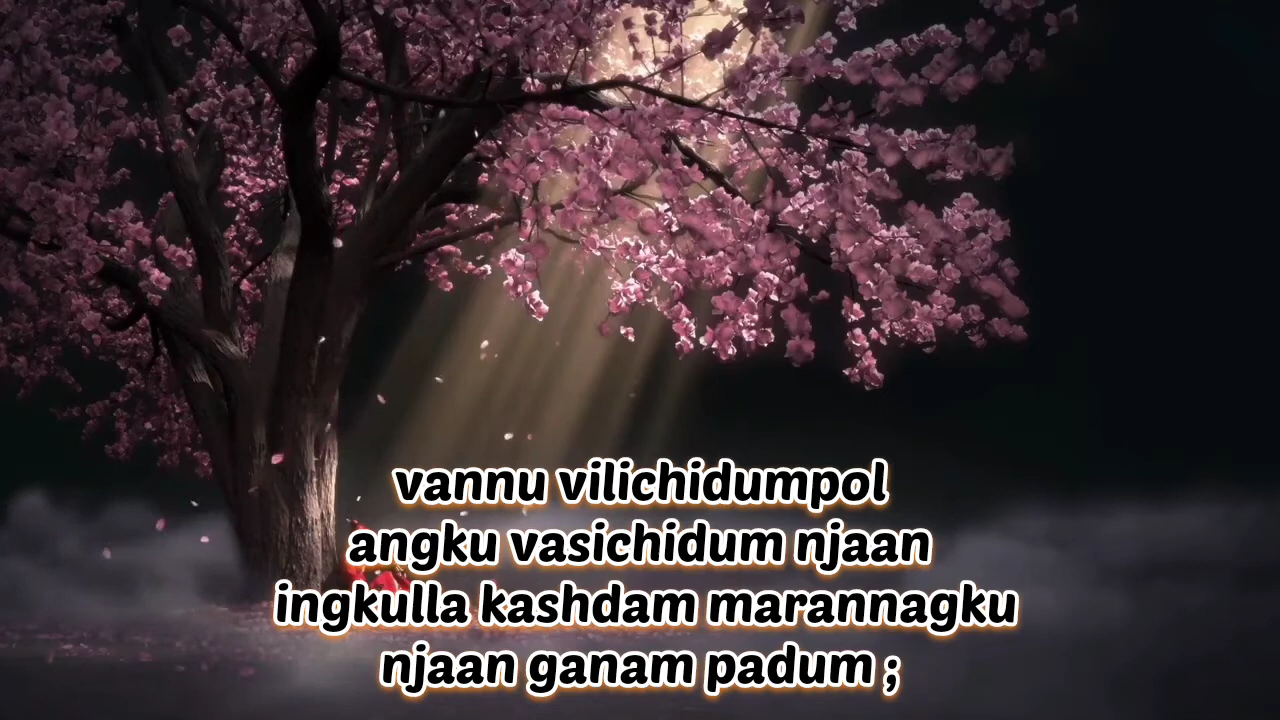 vannu vilichidumpol
angku vasichidum njaan
ingkulla kashdam marannagku
njaan ganam padum ;